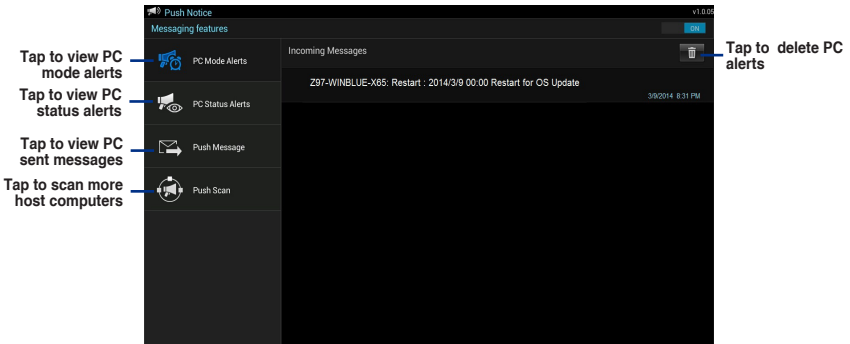 Push Notice
v1.0.05
Messaging features
ON
Tap to view PC
mode alerts
PC Mode Alerts
Incoming Messages
Tap to delete PC
alerts
Z97-WINBLUE-X65: Restart : 2014/3/9 00:00 Restart for OS Update
3/9/2014 8:31 PM
Tap to view PC
status alerts
PC Status Alerts
Tap to view PC
sent messages
Push Message
Tap to scan more
host computers
Push Scan